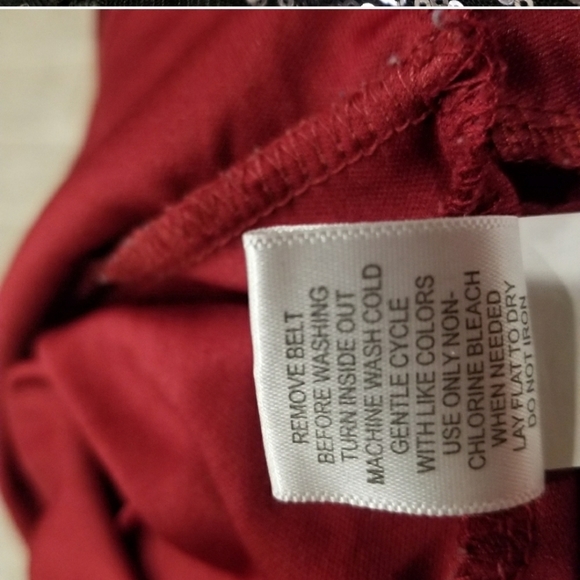 REMOVE BELT
BEFORE WASHING
TURN INSIDE OUT
MACHINE WASH COLD
GENTLE CYCLE
WITH LIKE COLORS
USE ONLY NON-
CHLORINE BLEACH
WHEN NEEDED
LAY FLAT TO DRY
DO NOT IRON